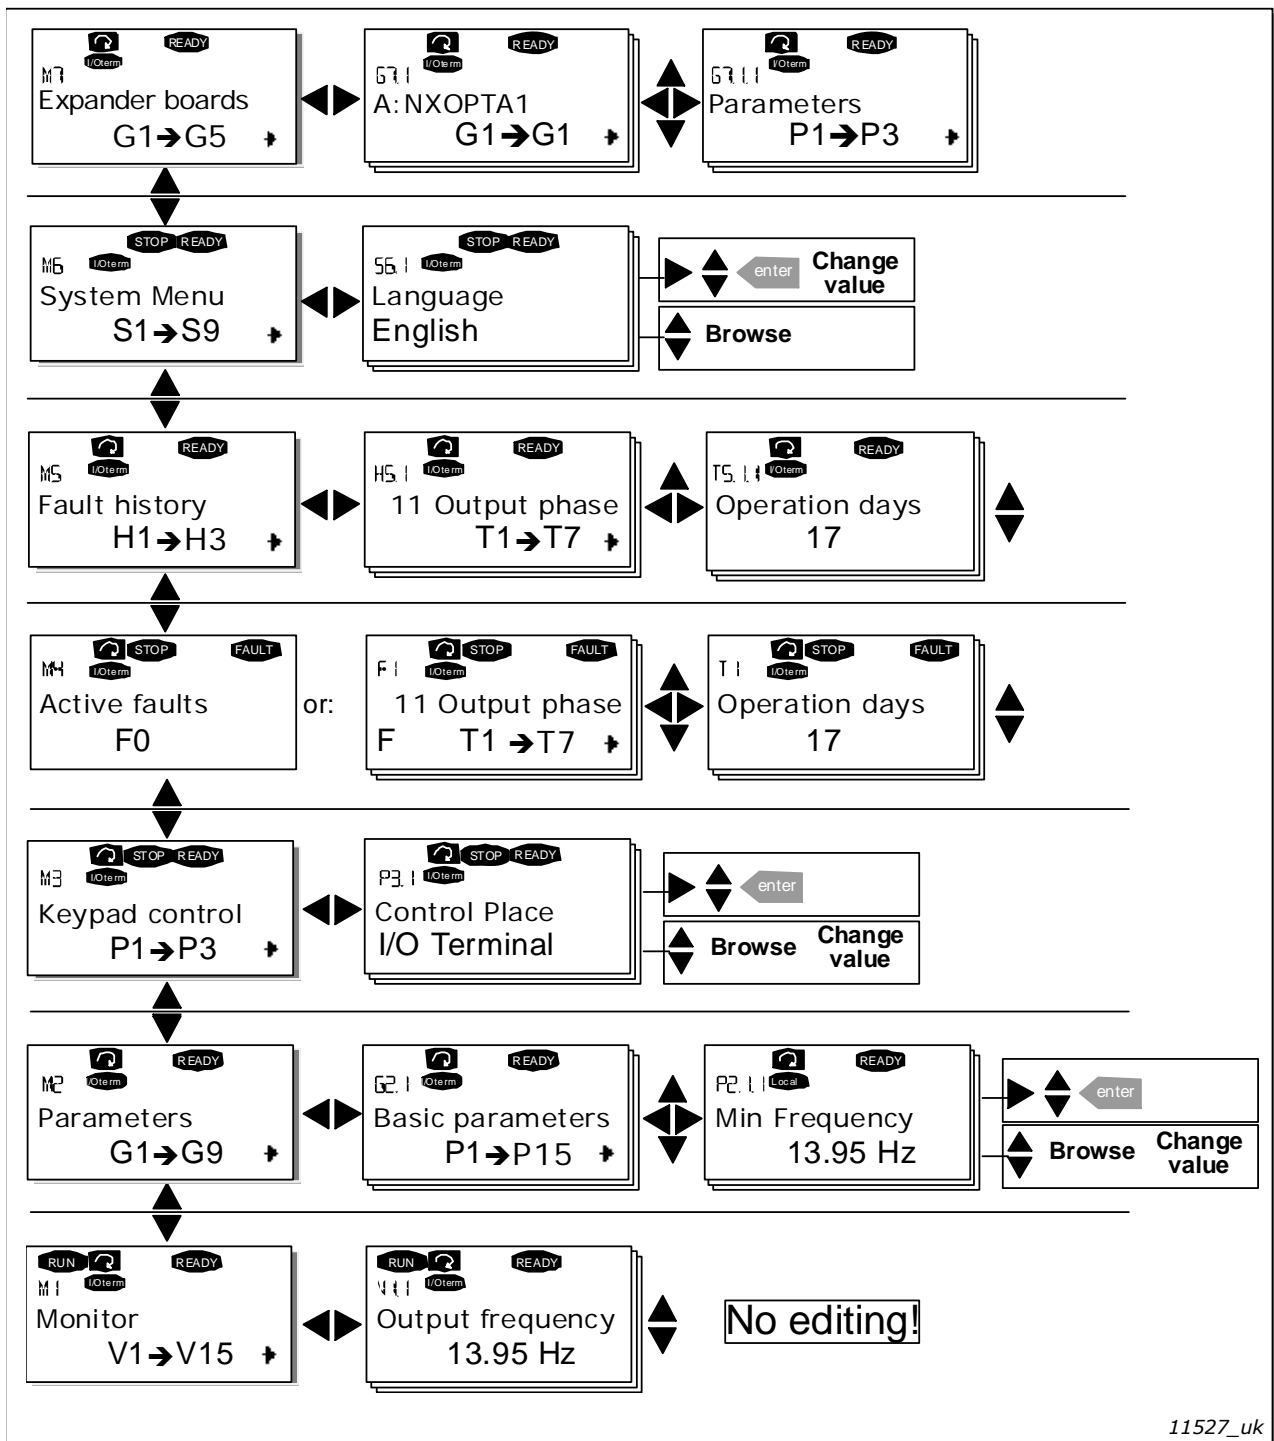 READY
I/Oterm
M7
Expander boards
G1➔G5
READY
I/Oterm
G7.1
A:NXOPTA1
G1➔G1
READY
I/Oterm
G7.1.1
Parameters
P1➔P3
STOP READY
I/Oterm
M6
System Menu
S1➔S9
STOP READY
I/Oterm
S6.1
Language
English
enter
Change
value
Browse
READY
I/Oterm
M5
Fault history
H1➔H3
READY
I/Oterm
H5.1
11 Output phase
T1➔T7
READY
I/Oterm
T5.1.1
Operation days
17
STOP FAULT
I/Oterm
M4
Active faults
F0
or:
STOP FAULT
I/Oterm
F1
11 Output phase
F T1 ➔T7
STOP FAULT
I/Oterm
T1
Operation days
17
STOP READY
I/Oterm
M3
Keypad control
P1➔P3
STOP READY
I/Oterm
P3.1
Control Place
I/O Terminal
enter
Browse
Change
value
READY
I/Oterm
M2
Parameters
G1➔G9
READY
I/Oterm
G2.1
Basic parameters
P1➔P15
READY
Local
P2.1.1
Min Frequency
13.95 Hz
enter
Browse
Change
value
RUN READY
I/Oterm
M1
Monitor
V1➔V15
RUN READY
I/Oterm
V1.1
Output frequency
13.95 Hz
No editing!
11527_uk